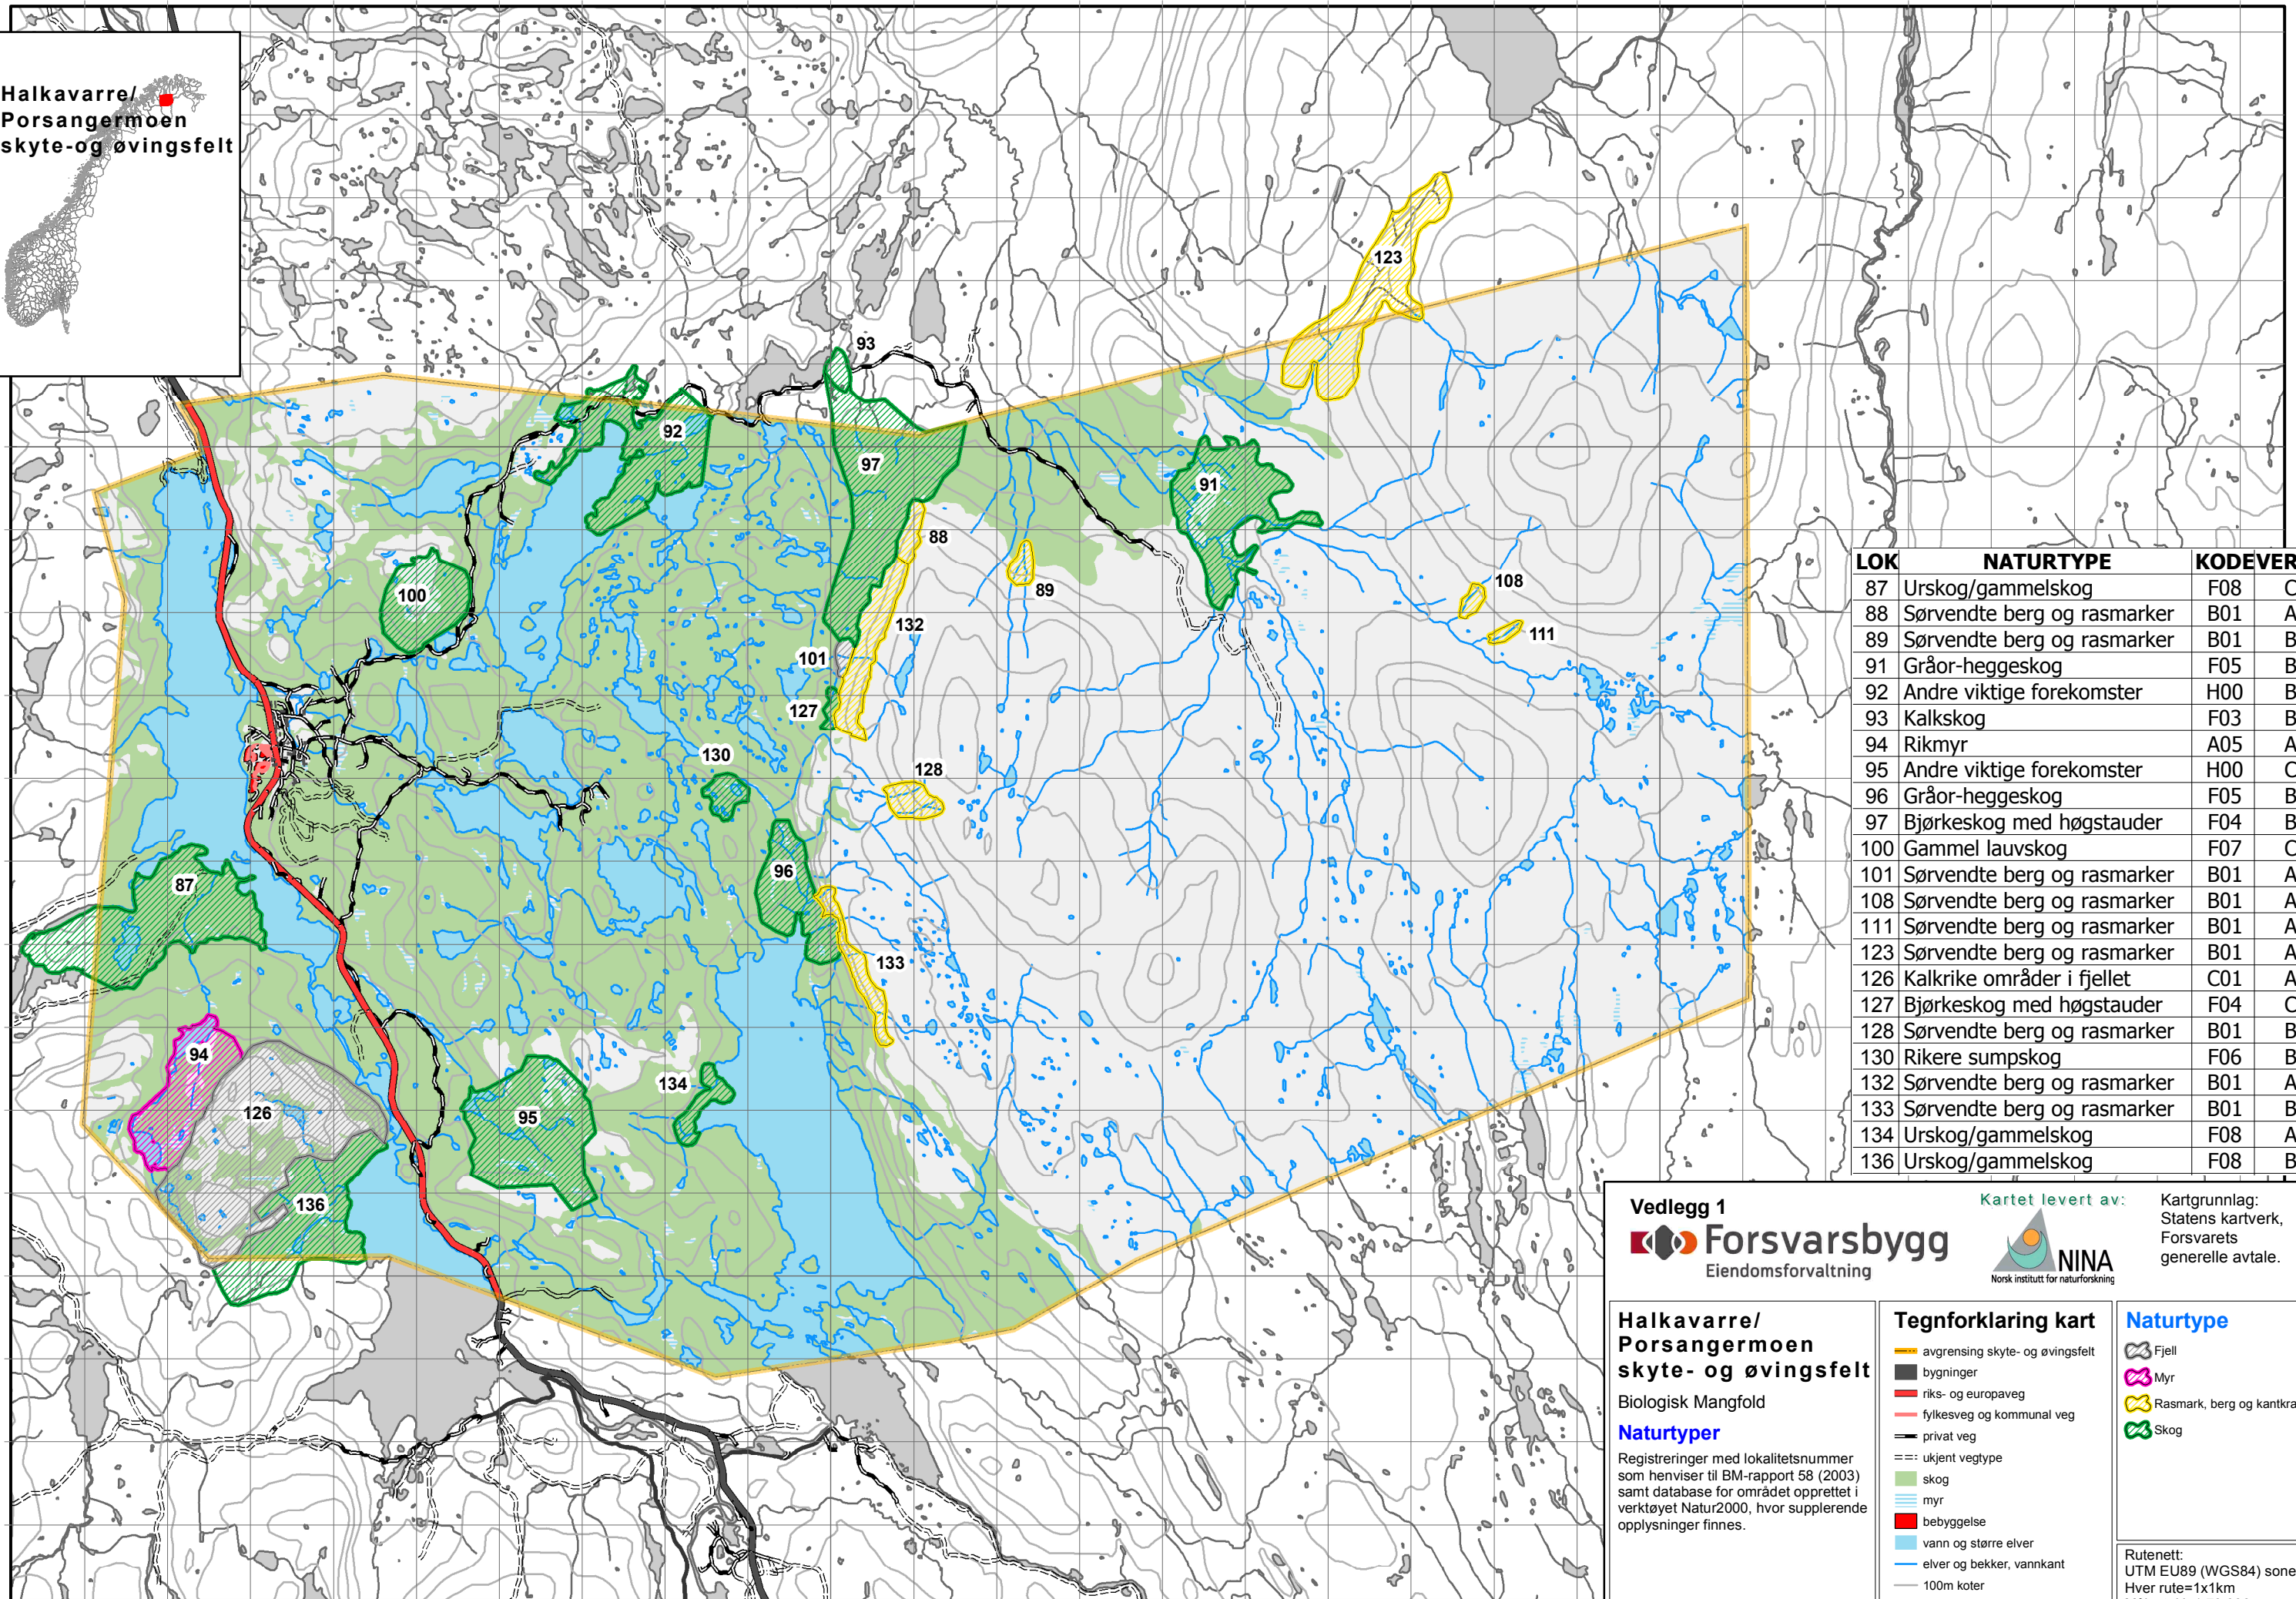 Halkavarre/
Porsangermoen
skyte-og øvingsfelt
123
93
92
97
91
88
89
100
108
111
132
101
127
130
128
96
87
133
94
134
126
95
136
LOK NATURTYPE KODE VER
87 Urskog/gammelskog F08 C
88 Sørvendte berg og rasmarker B01 A
89 Sørvendte berg og rasmarker B01 B
91 Gråor-heggeskog F05 B
92 Andre viktige forekomster H00 B
93 Kalkskog F03 B
94 Rikmyr A05 A
95 Andre viktige forekomster H00 C
96 Gråor-heggeskog F05 B
97 Bjørkeskog med høgstauder F04 B
100 Gammel lauvskog F07 C
101 Sørvendte berg og rasmarker B01 A
108 Sørvendte berg og rasmarker B01 A
111 Sørvendte berg og rasmarker B01 A
123 Sørvendte berg og rasmarker B01 A
126 Kalkrike områder i fjellet C01 A
127 Bjørkeskog med høgstauder F04 C
128 Sørvendte berg og rasmarker B01 B
130 Rikere sumpskog F06 B
132 Sørvendte berg og rasmarker B01 A
133 Sørvendte berg og rasmarker B01 B
134 Urskog/gammelskog F08 A
136 Urskog/gammelskog F08 B
Vedlegg 1
Forsvarsbygg
Eiendomsforvaltning
Kartet levert av:
NINA
Norsk institutt for naturforskning
Kartgrunnlag:
Statens kartverk,
Forsvarets
generelle avtale.
Halkavarre/
Porsangermoen
skyte- og øvingsfelt
Biologisk Mangfold
Naturtyper
Registreringer med lokalitetsnummer
som henviser til BM-rapport 58 (2003)
samt database for området opprettet i
verktøyet Natur2000, hvor supplerende
opplysninger finnes.
Tegnforklaring kart
avgrensing skyte- og øvingsfelt
bygninger
riks- og europaveg
fylkesveg og kommunal veg
privat veg
ukjent vegtype
skog
myr
bebyggelse
vann og større elver
elver og bekker, vannkant
100m koter
Naturtype
Fjell
Myr
Rasmark, berg og kantkra
Skog
Rutenett:
UTM EU89 (WGS84) sone
Hver rute=1x1km